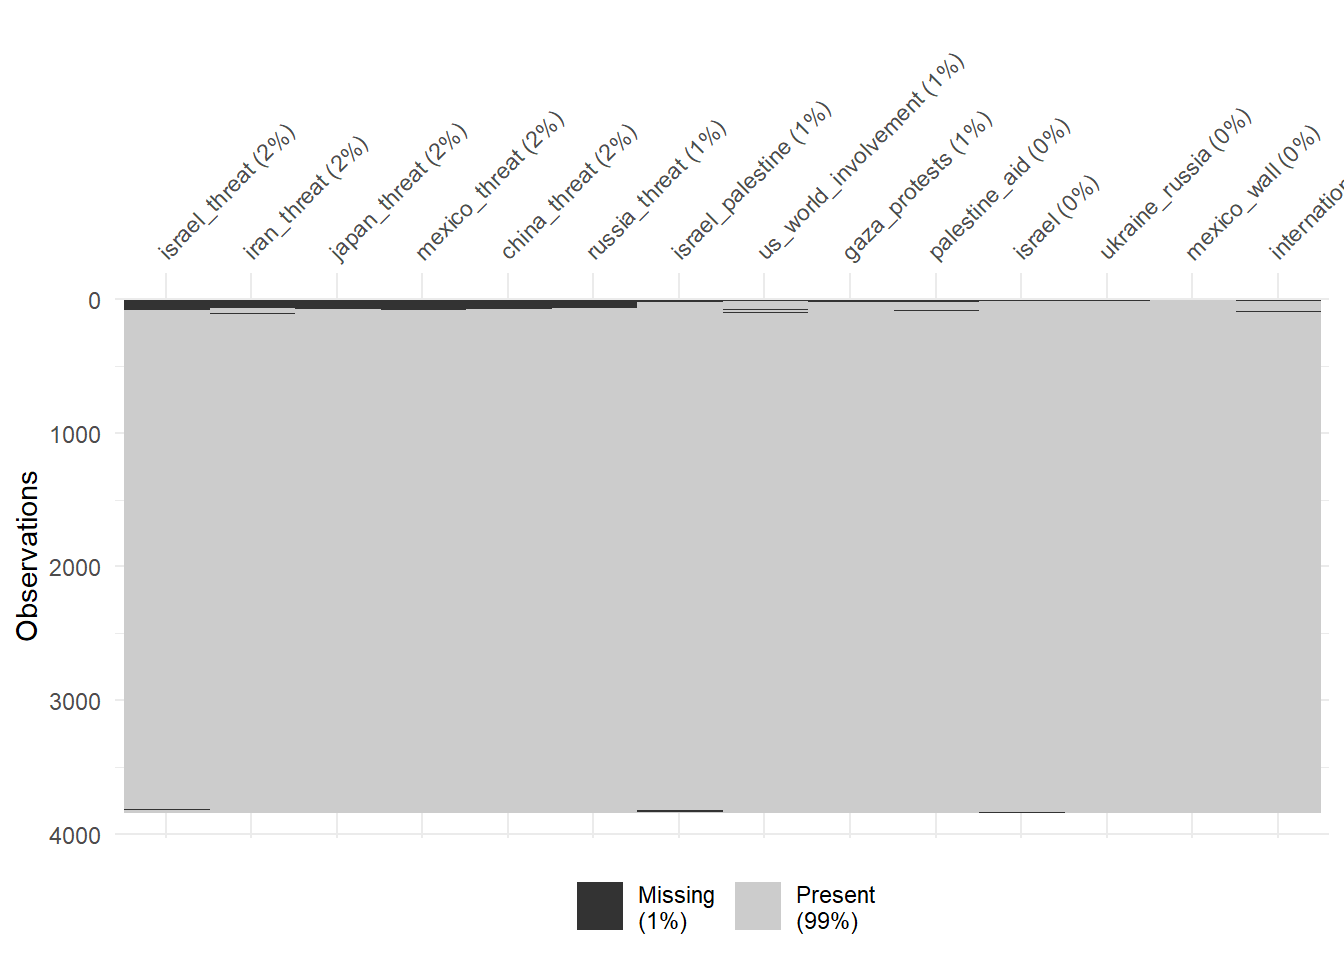 israel_threat (2%)
iran_threat (2%)
japan_threat (2%)
mexico_threat (2%)
china_threat (2%)
russia_threat (1%)
israel_palestine (1%)
us_world_involvement (1%)
gaza_protests (1%)
palestine_aid (0%)
israel (0%)
ukraine_russia (0%)
mexico_wall (0%)
internation
0
1000
2000
3000
4000
Observations
Missing
(1%)
Present
(99%)